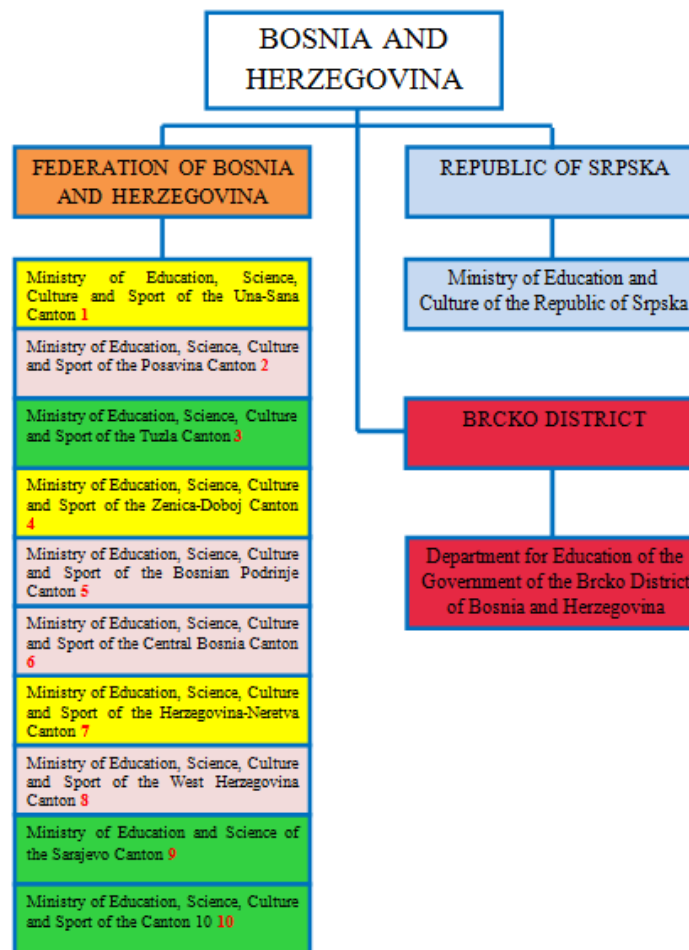 BOSNIA AND
HERZEGOVINA
FEDERATION OF BOSNIA
AND HERZEGOVINA
Ministry of Education, Science,
Culture and Sport of the Una-Sana
Canton 1
Ministry of Education, Science, Culture
and Sport of the Posavina Canton 2
Ministry of Education, Science, Culture
and Sport of the Tuzla Canton 3
Ministry of Education, Science, Culture
and Sport of the Zenica-Doboj Canton
4
Ministry of Education, Science, Culture
and Sport of the Bosnian Podrinje
Canton 5
Ministry of Education, Science, Culture
and Sport of the Central Bosnia Canton
6
Ministry of Education, Science, Culture
and Sport of the Herzegovina-Neretva
Canton 7
Ministry of Education, Science, Culture
and Sport of the West Herzegovina
Canton 8
Ministry of Education and Science of
the Sarajevo Canton 9
Ministry of Education, Science, Culture
and Sport of the Canton 10 10
REPUBLIC OF SRPSKA
Ministry of Education and
Culture of the Republic of Srpska
BRCKO DISTRICT
Department for Education of the
Government of the Brcko District
of Bosnia and Herzegovina